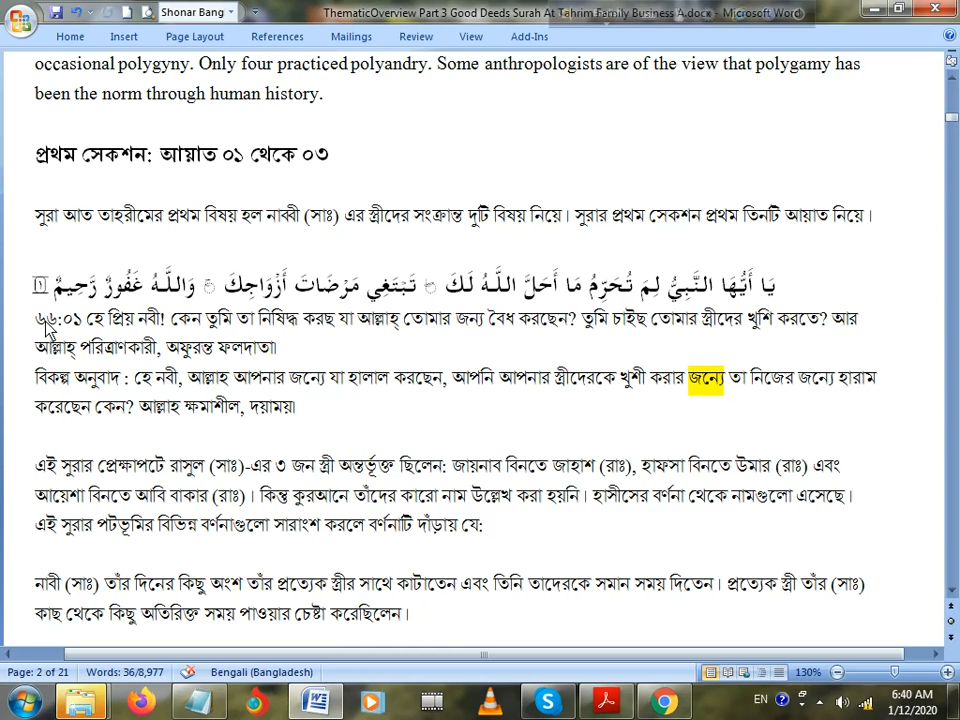 Shonar Bang
ThematicOverview Part 3 Good Deeds Surah At Tahrim Family Business A.docx - Microsoft Word
Home Insert Page Layout References Mailings Review View Add-Ins
occasional polygyny. Only four practiced polyandry. Some anthropologists are of the view that polygamy has
been the norm through human history.
প্রথম সেকশন: আয়াত ০১ থেকে ০৩
সুরা আত তাহরীমের প্রথম বিষয় হল নাব্বী (সাঃ) এর স্ত্রীদের সংক্রান্ত দুটি বিষয় নিয়ে। সুরার প্রথম সেকশন প্রথম তিনটি আয়াত নিয়ে।
يَا أَيُّهَا النَّبِيُّ لِمَ تُحَرِّمُ مَا أَحَلَّ اللَّـهُ لَكَ ۖ تَبْتَغِي مَرْضَاتَ أَزْوَاجِكَ ۚ وَاللَّـهُ غَفُورٌ رَّحِيمٌ ﴿١﴾
৬৬:০১ হে প্রিয় নবী! কেন তুমি তা নিষিদ্ধ করছ যা আল্লাহ্ তোমার জন্য বৈধ করছেন? তুমি চাইছ তোমার স্ত্রীদের খুশি করতে? আর
আল্লাহ্ পরিত্রাণকারী, অফুরন্ত ফলদাতা৷
বিকল্প অনুবাদ : হে নবী, আল্লাহ আপনার জন্যে যা হালাল করছেন, আপনি আপনার স্ত্রীদেরকে খুশী করার জন্যে তা নিজের জন্যে হারাম
করেছেন কেন? আল্লাহ ক্ষমাশীল, দয়াময়৷
এই সুরার প্রেক্ষাপটে রাসুল (সাঃ)-এর ৩ জন স্ত্রী অন্তর্ভূক্ত ছিলেন: জায়নাব বিনতে জাহাশ (রাঃ), হাফসা বিনতে উমার (রাঃ) এবং
আয়েশা বিনতে আবি বাকার (রাঃ)। কিন্তু কুরআনে তাঁদের কারো নাম উল্লেখ করা হয়নি। হাসীসের বর্ণনা থেকে নামগুলো এসেছে।
এই সুরার পটভূমির বিভিন্ন বর্ণনাগুলো সারাংশ করলে বর্ণনাটি দাঁড়ায় যে:
নাবী (সাঃ) তাঁর দিনের কিছু অংশ তাঁর প্রত্যেক স্ত্রীর সাথে কাটাতেন এবং তিনি তাদেরকে সমান সময় দিতেন। প্রত্যেক স্ত্রী তাঁর (সাঃ)
কাছ থেকে কিছু অতিরিক্ত সময় পাওয়ার চেষ্টা করেছিলেন।
Page: 2 of 21 Words: 36/8,977 Bengali (Bangladesh) 130%
EN 6:40 AM
1/12/2020